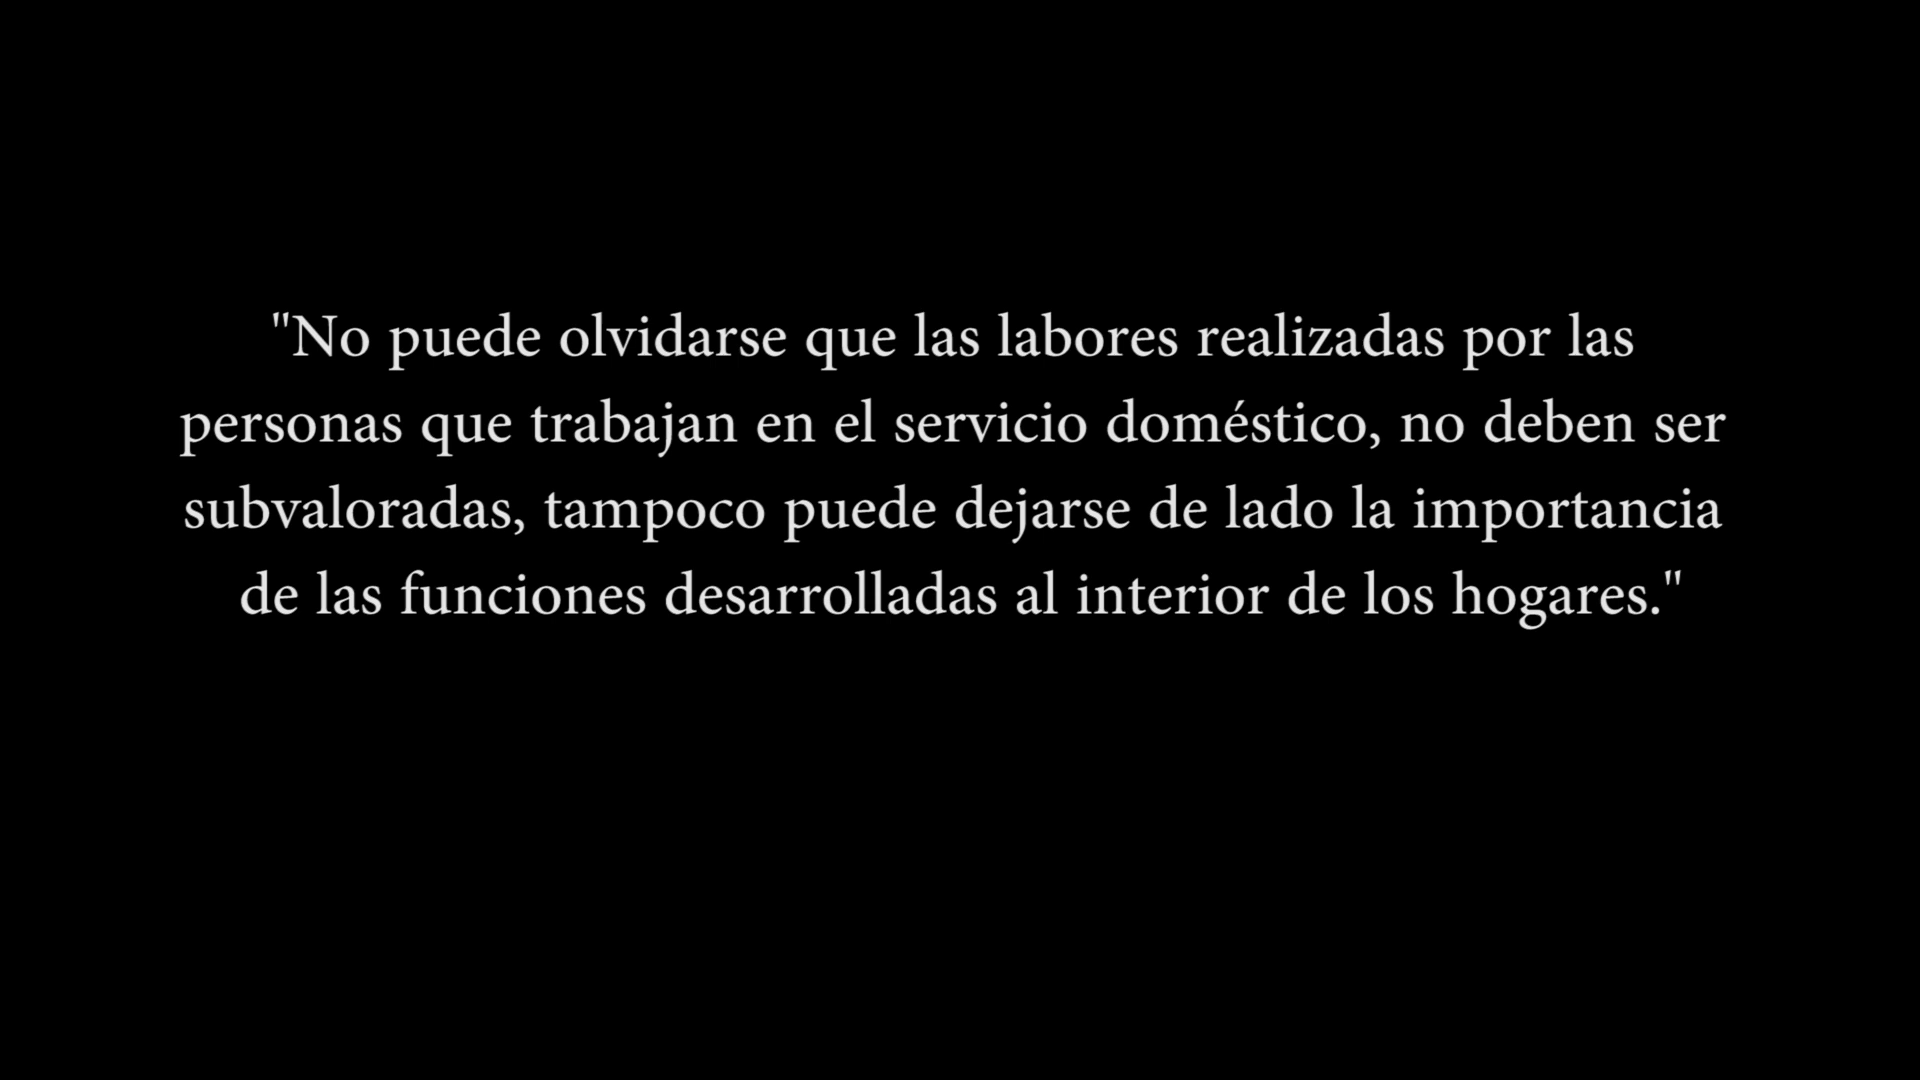 "No puede olvidarse que las labores realizadas por las
personas que trabajan en el servicio doméstico, no deben ser
subvaloradas, tampoco puede dejarse de lado la importancia
de las funciones desarrolladas al interior de los hogares."